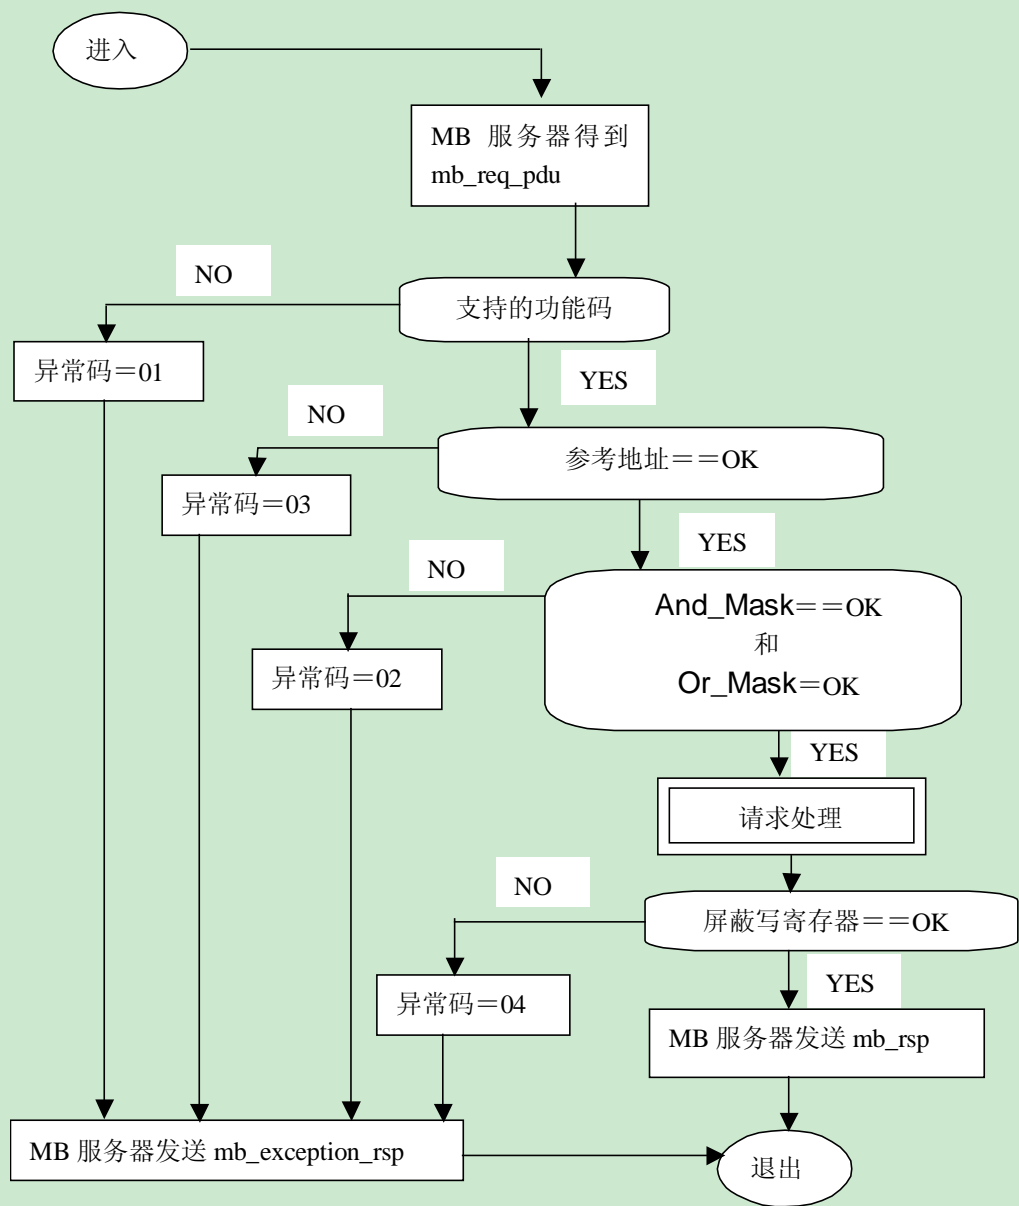 进入
MB 服务器得到
mb_req_pdu
NO
支持的功能码
异常码＝01
YES
NO
参考地址＝＝OK
异常码＝03
YES
NO
And_Mask＝＝OK
和
Or_Mask＝OK
异常码＝02
YES
请求处理
NO
屏蔽写寄存器＝＝OK
YES
异常码＝04
MB 服务器发送 mb_rsp
MB 服务器发送 mb_exception_rsp
退出